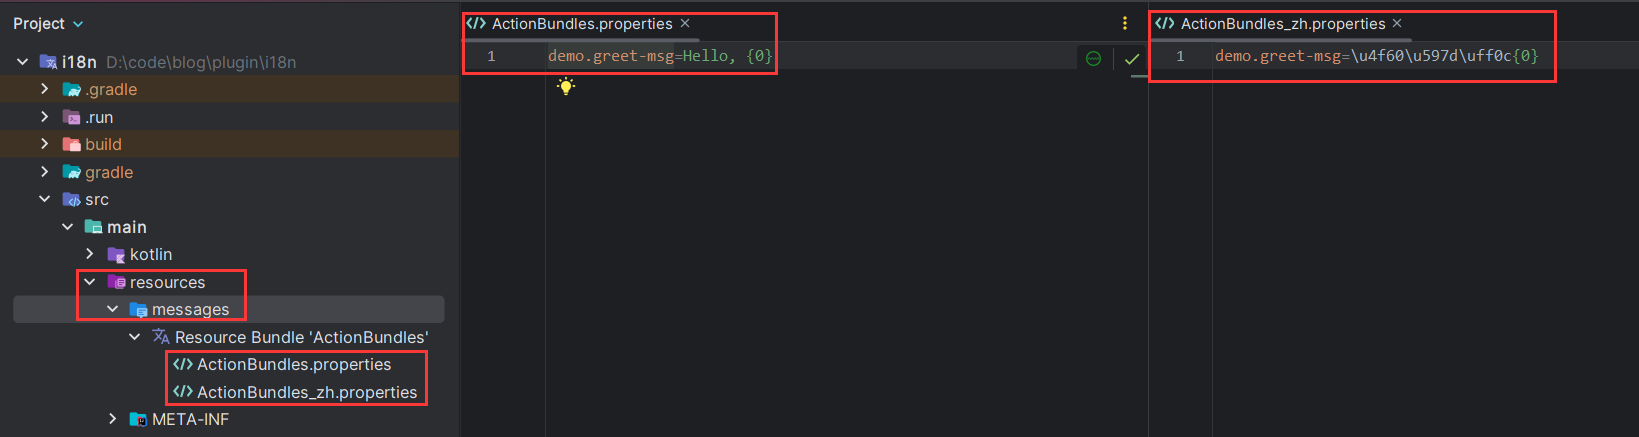 Project
i18n D:\code\blog\plugin\i18n
.gradle
.run
build
gradle
src
main
kotlin
resources
messages
Resource Bundle 'ActionBundles'
ActionBundles.properties
ActionBundles_zh.properties
META-INF
ActionBundles.properties
1 demo.greet-msg=Hello, {0}
ActionBundles_zh.properties
1 demo.greet-msg=\u4f60\u597d\uff0c{0}